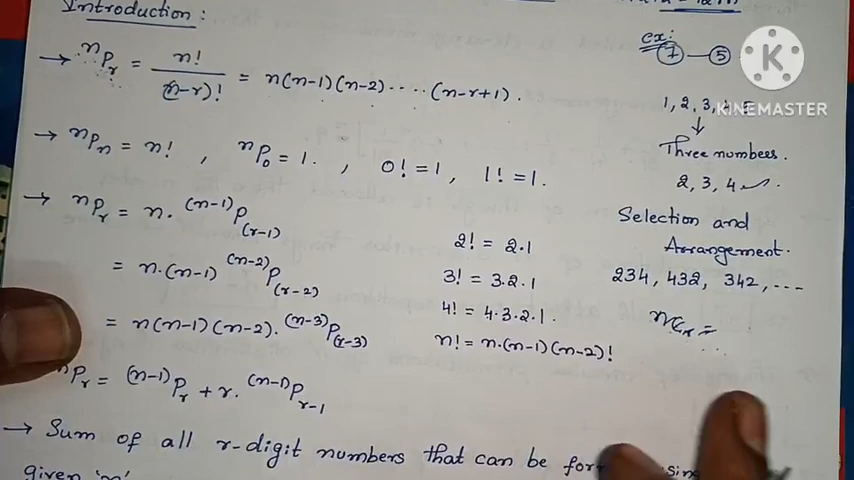 Introduction :
→ nPr = n! / (n-r)! = n(n-1)(n-2)....(n-r+1).
→ nPn = n! , nP0 = 1. , 0! = 1 , 1! = 1.
→ nPr = n. (n-1)P(r-1)
= n.(n-1) (n-2)P(r-2)
= n(n-1)(n-2). (n-3)P(r-3)
nPr = (n-1)Pr + r. (n-1)Pr-1
→ Sum of all r-digit numbers that can be
given 'n'
2! = 2.1
3! = 3.2.1
4! = 4.3.2.1.
n! = n.(n-1)(n-2)!
ex:
7 — 5
1, 2, 3,
↓
Three numbers.
2, 3, 4
Selection and
Arrangement.
234, 432, 342, ...
nCr =
K
KINEMASTER